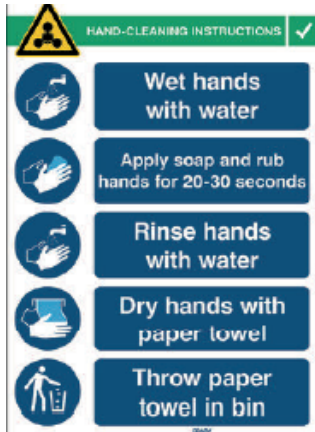 HAND-CLEANING INSTRUCTIONS
Wet hands
with water
Apply soap and rub
hands for 20-30 seconds
Rinse hands
with water
Dry hands with
paper towel
Throw paper
towel in bin